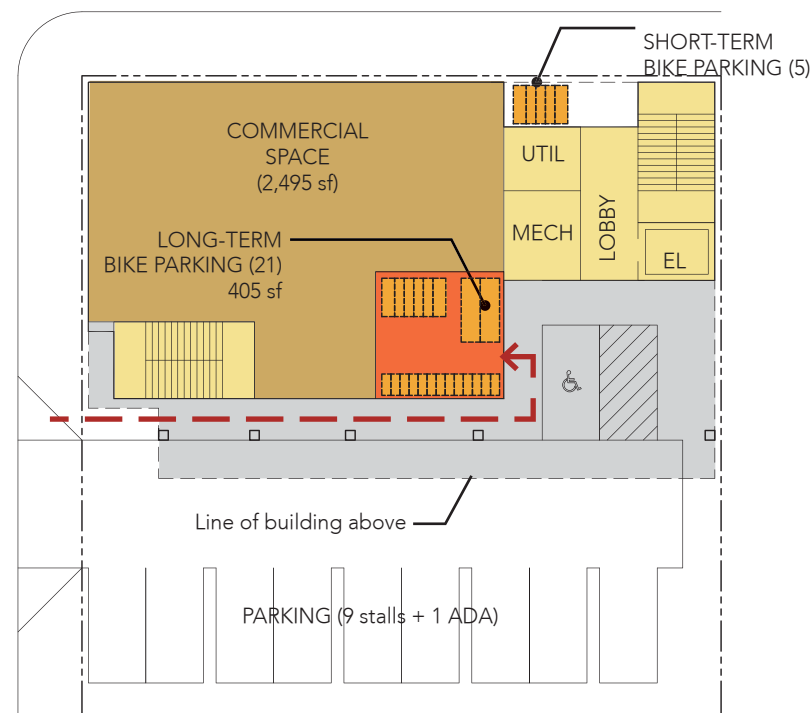 SHORT-TERM
BIKE PARKING (5)
COMMERCIAL
SPACE
(2,495 sf)
UTIL
MECH
LOBBY
EL
LONG-TERM
BIKE PARKING (21)
405 sf
Line of building above
PARKING (9 stalls + 1 ADA)